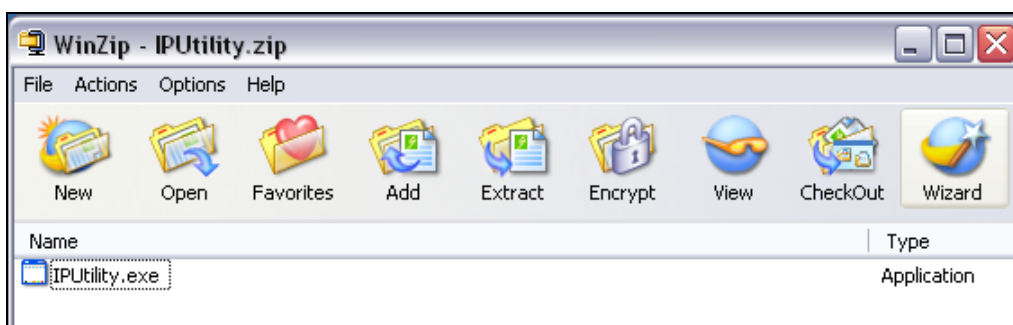 WinZip - IPUtility.zip
File Actions Options Help
New Open Favorites Add Extract Encrypt View CheckOut Wizard
Name Type
IPUtility.exe Application